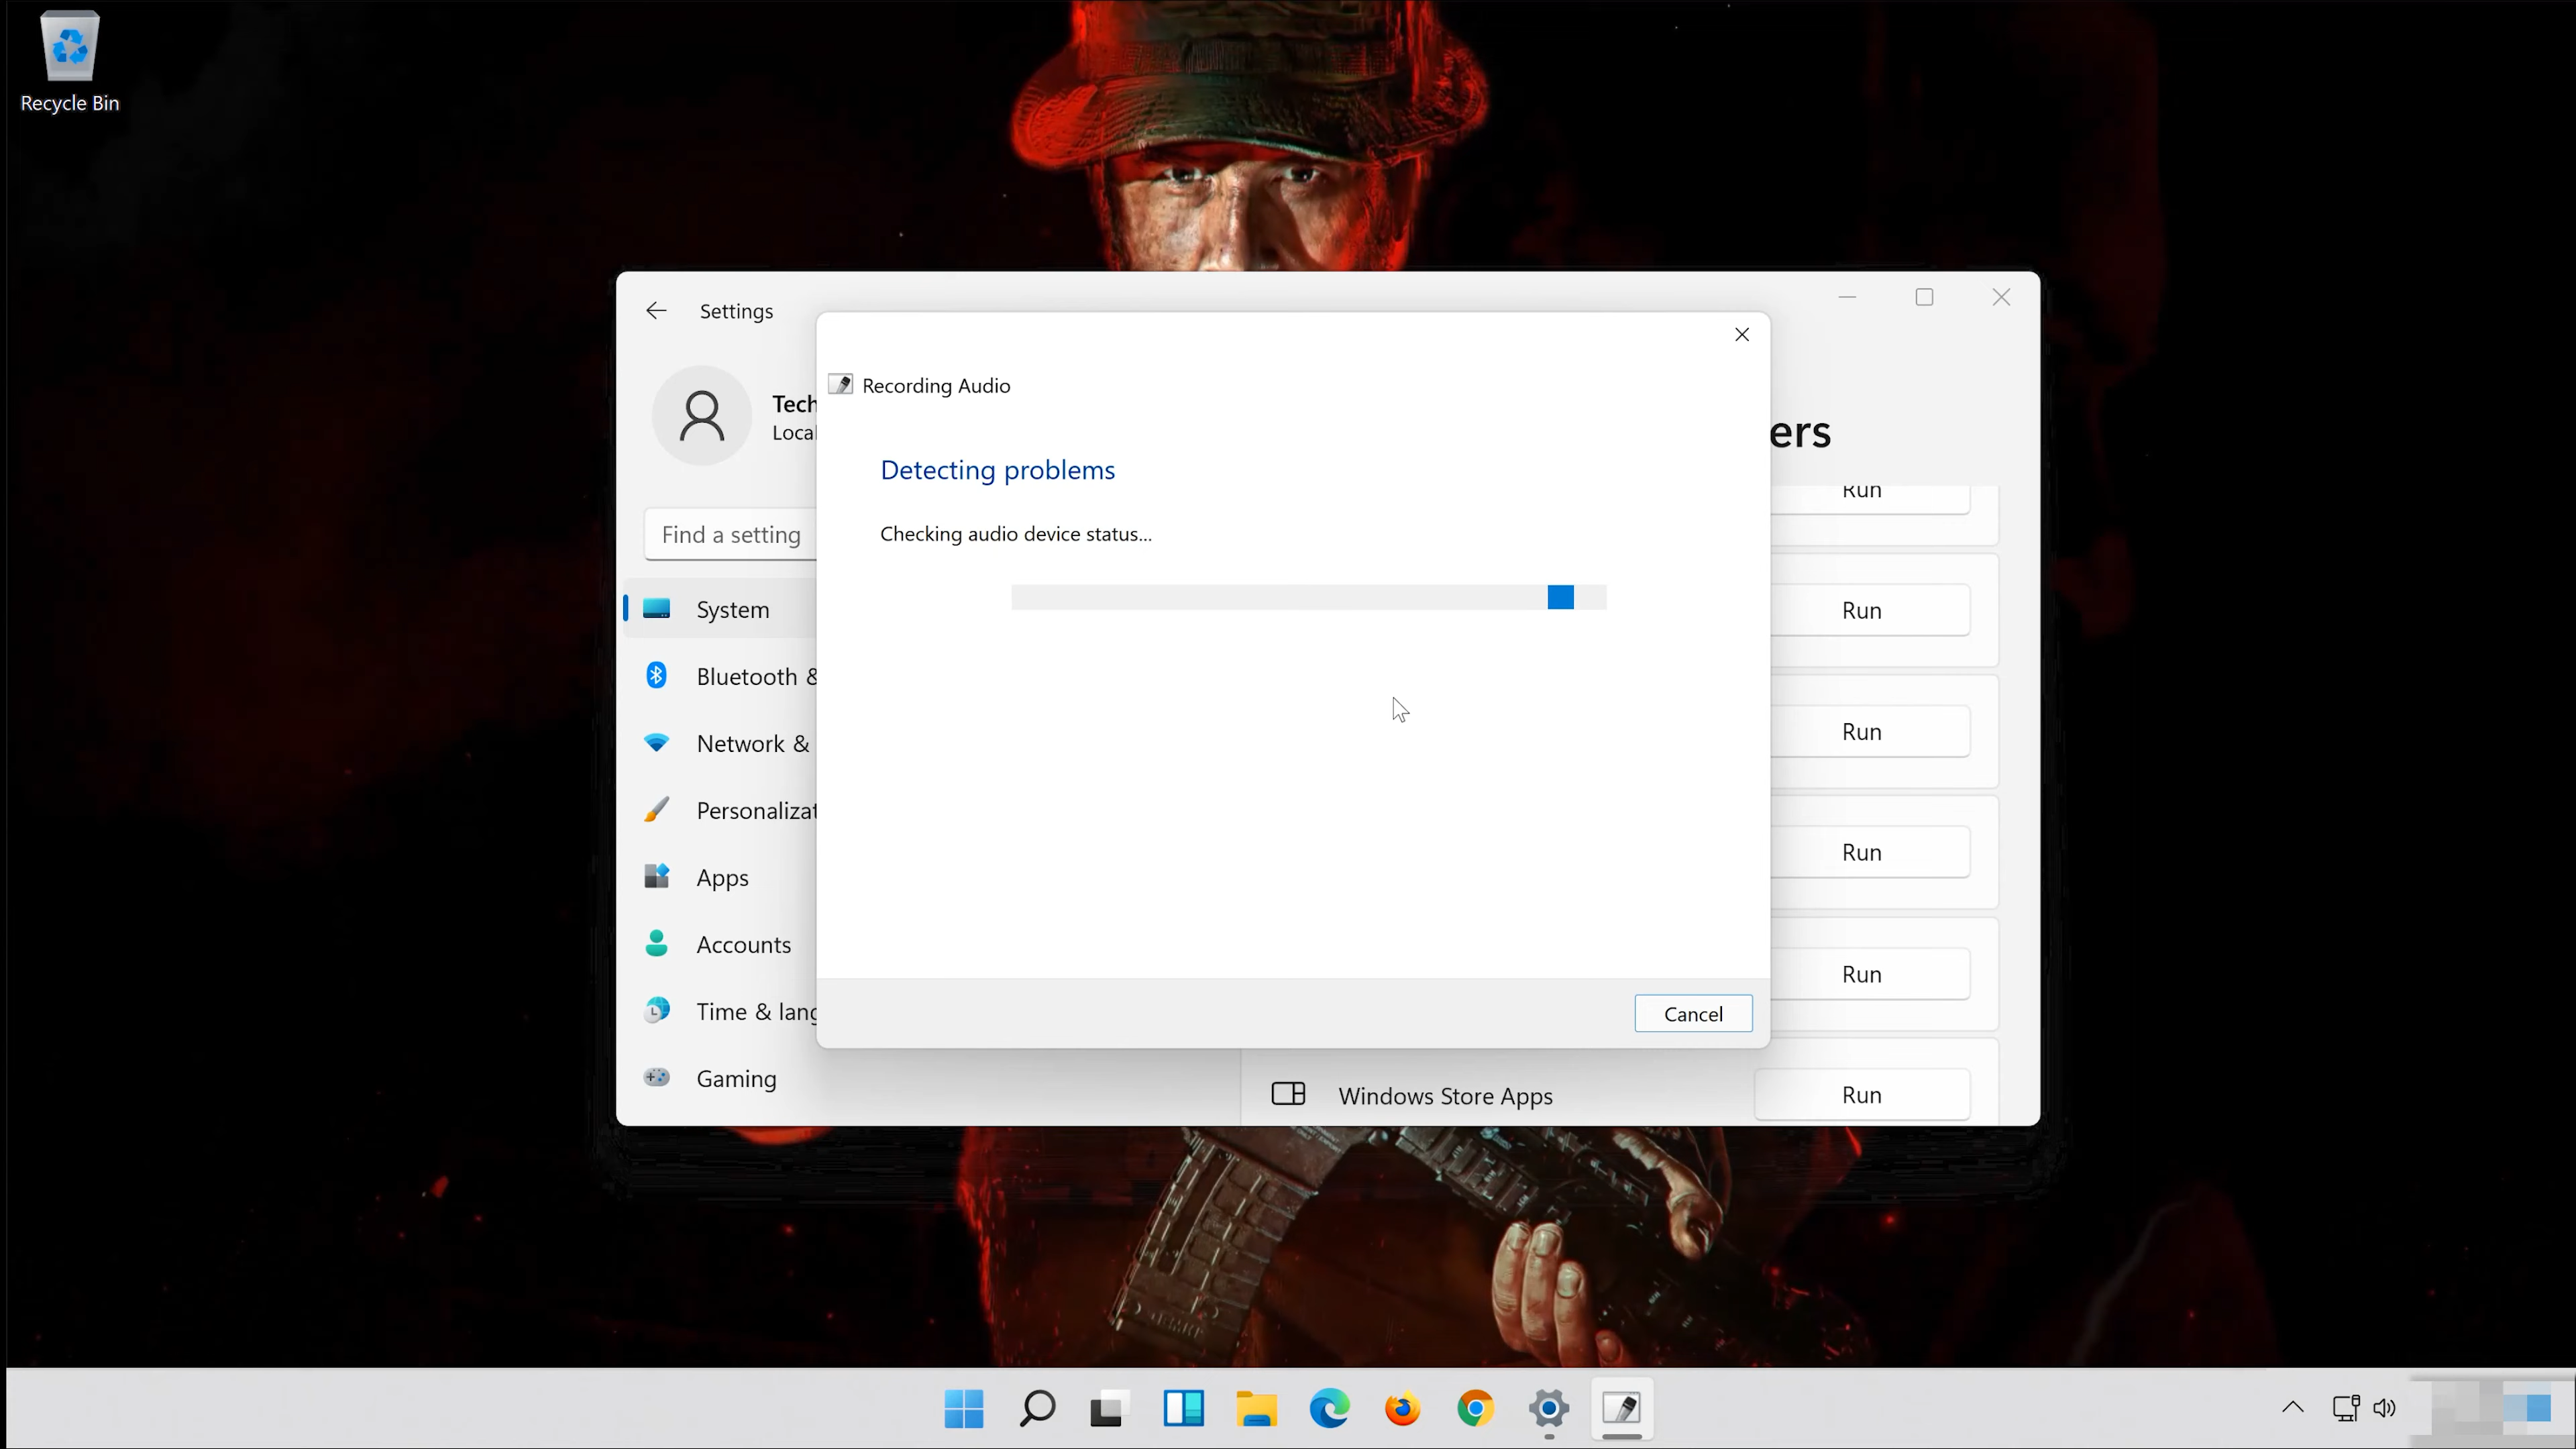 Recycle Bin
Settings
Tech
Local
Find a setting
System
Bluetooth &
Network &
Personalizat
Apps
Accounts
Time & lang
Gaming
Recording Audio
Detecting problems
Checking audio device status...
Cancel
ers
Run
Run
Run
Run
Run
Windows Store Apps
Run